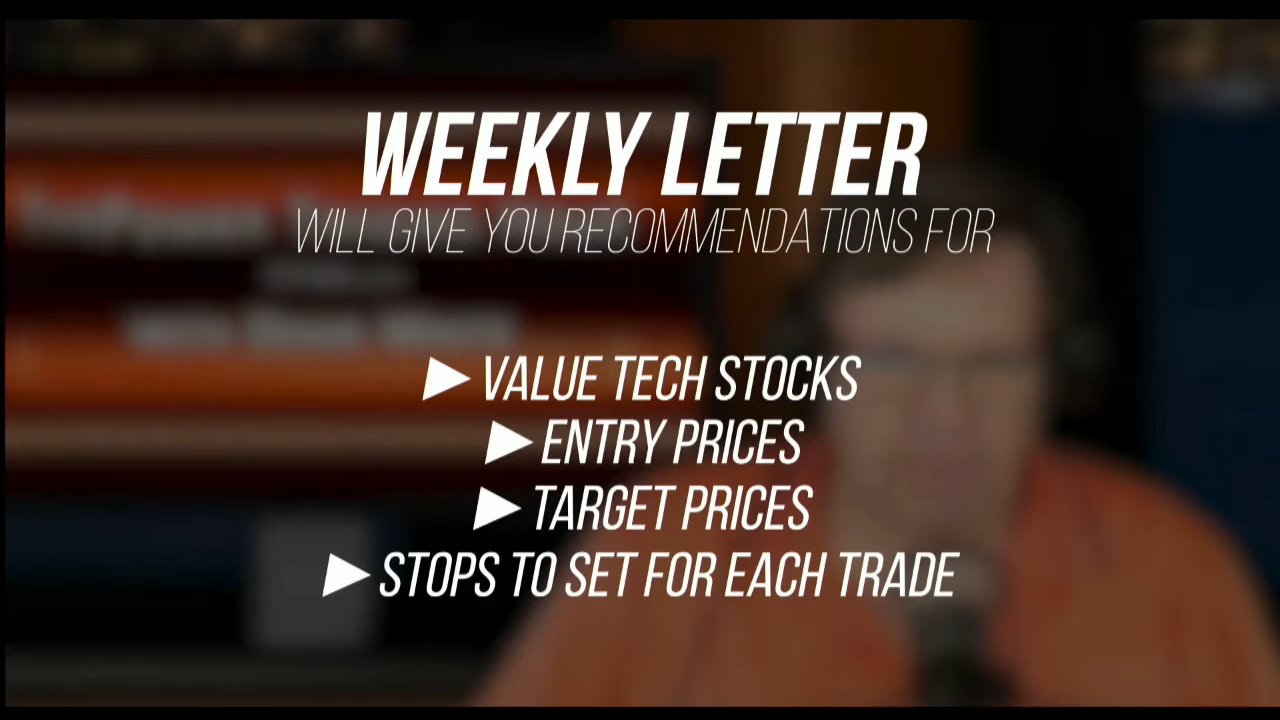 WEEKLY LETTER
WILL GIVE YOU RECOMMENDATIONS FOR
▶ VALUE TECH STOCKS
▶ ENTRY PRICES
▶ TARGET PRICES
▶ STOPS TO SET FOR EACH TRADE